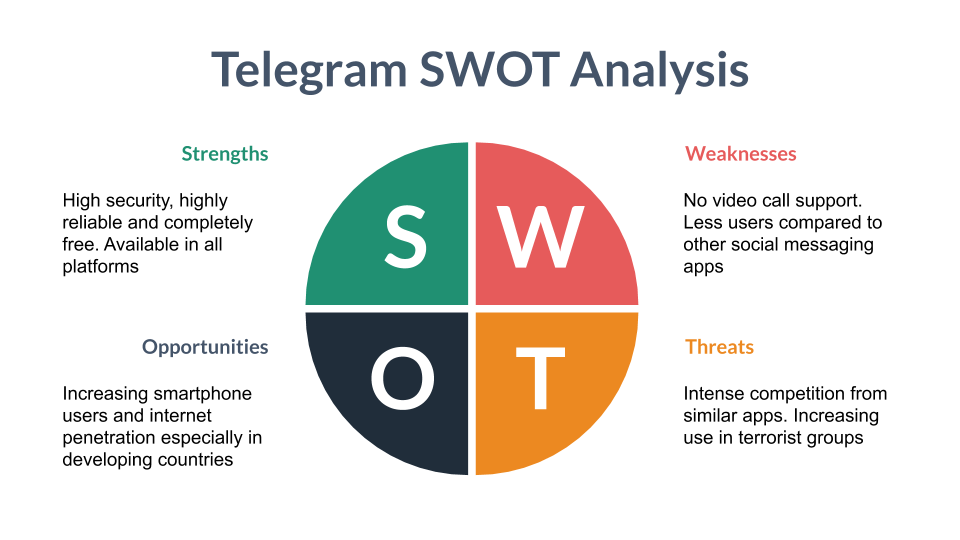 Telegram SWOT Analysis
Strengths
High security, highly
reliable and completely
free. Available in all
platforms
S
W
Weaknesses
No video call support.
Less users compared to
other social messaging
apps
Opportunities
Increasing smartphone
users and internet
penetration especially in
developing countries
O
T
Threats
Intense competition from
similar apps. Increasing
use in terrorist groups